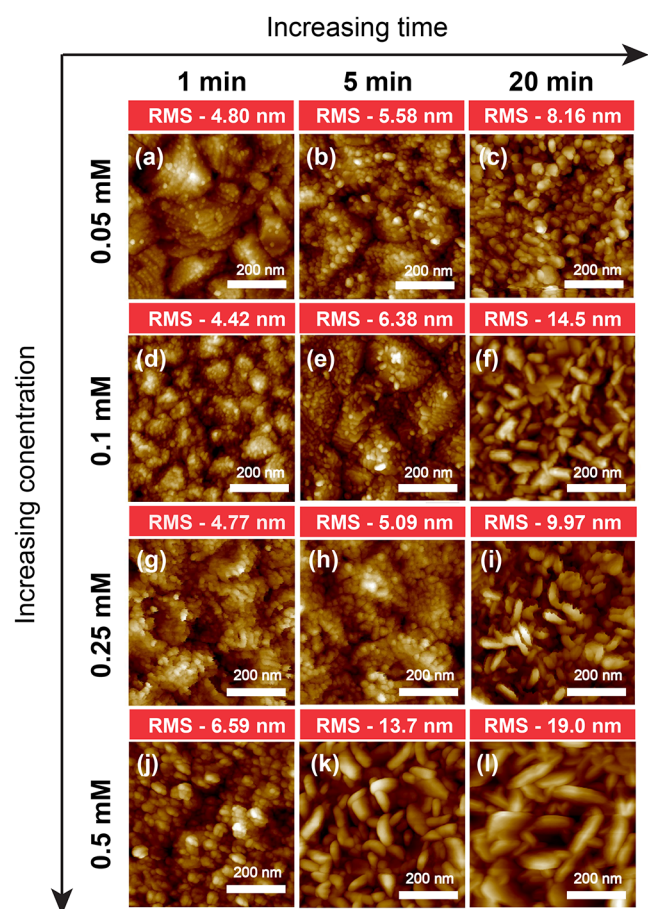 Increasing time
1 min 5 min 20 min
RMS - 4.80 nm RMS - 5.58 nm RMS - 8.16 nm
(a) (b) (c)
0.05 mM
200 nm 200 nm 200 nm
RMS - 4.42 nm RMS - 6.38 nm RMS - 14.5 nm
(d) (e) (f)
0.1 mM
200 nm 200 nm 200 nm
Increasing conentration
RMS - 4.77 nm RMS - 5.09 nm RMS - 9.97 nm
(g) (h) (i)
0.25 mM
200 nm 200 nm 200 nm
RMS - 6.59 nm RMS - 13.7 nm RMS - 19.0 nm
(j) (k) (l)
0.5 mM
200 nm 200 nm 200 nm